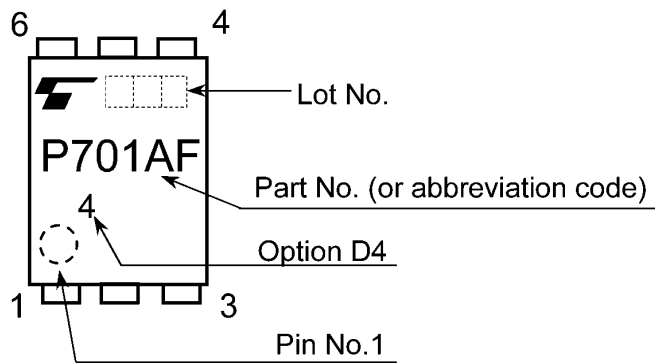 6 4
Lot No.
P701AF
Part No. (or abbreviation code)
4
Option D4
1 3
Pin No.1